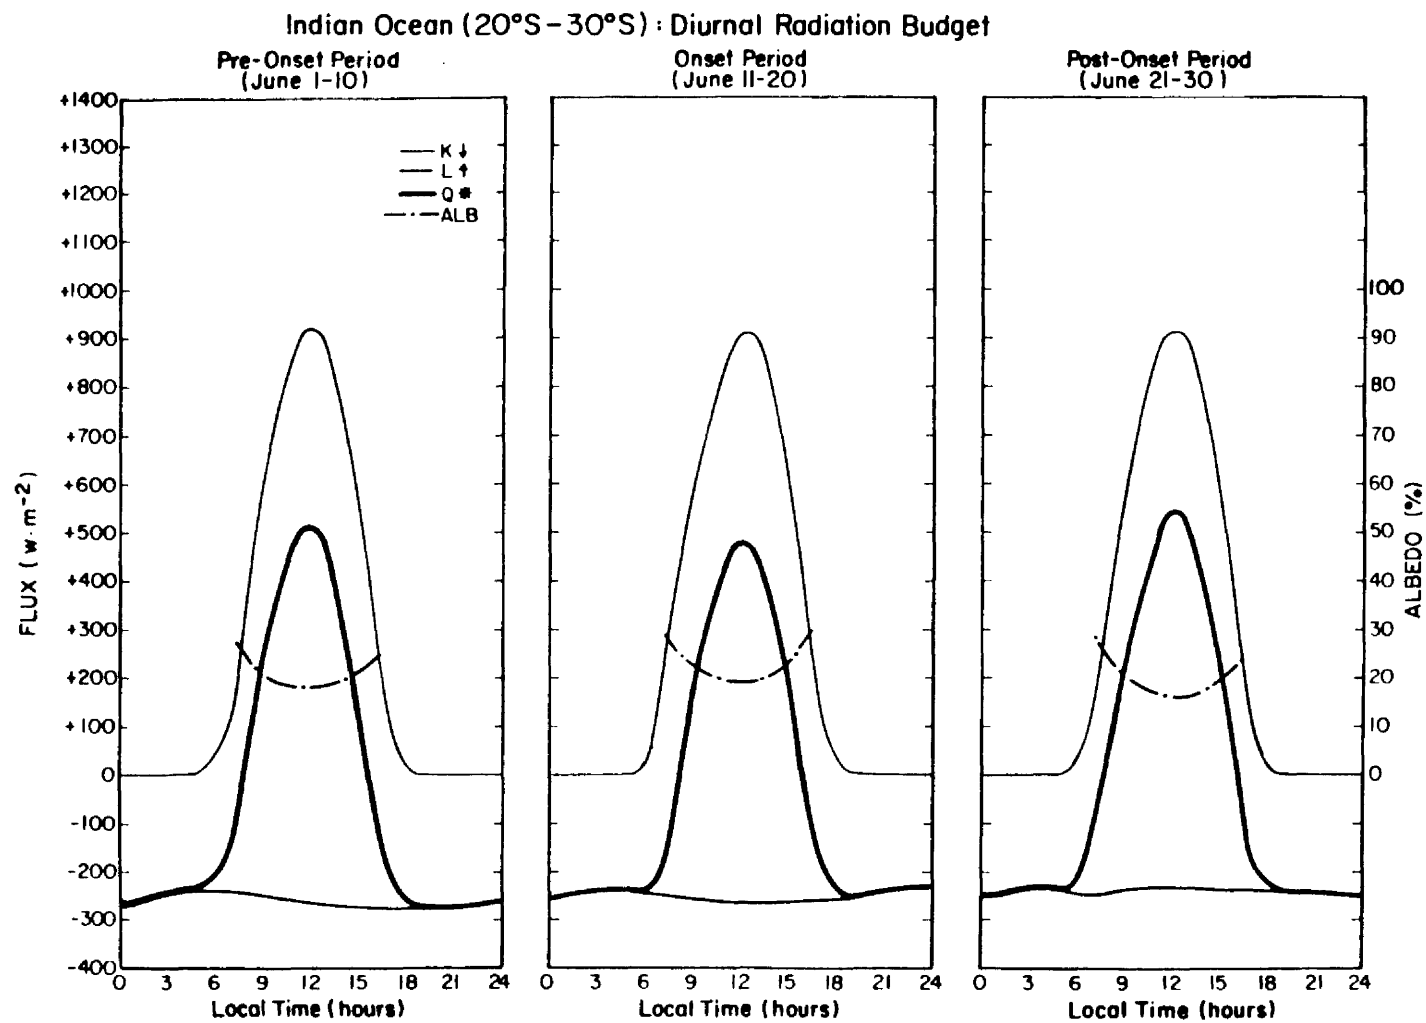 Indian Ocean (20°S-30°S): Diurnal Radiation Budget
Pre-Onset Period
(June 1-10)
Onset Period
(June 11-20)
Post-Onset Period
(June 21-30)
K↓
L↑
Q*
ALB
+1400
+1300
+1200
+1100
+1000
+900
+800
+700
+600
+500
+400
+300
+200
+100
0
-100
-200
-300
-400
FLUX (w·m⁻²)
100
90
80
70
60
50
40
30
20
10
0
ALBEDO (%)
0 3 6 9 12 15 18 21 24
0 3 6 9 12 15 18 21 24
0 3 6 9 12 15 18 21 24
Local Time (hours)
Local Time (hours)
Local Time (hours)